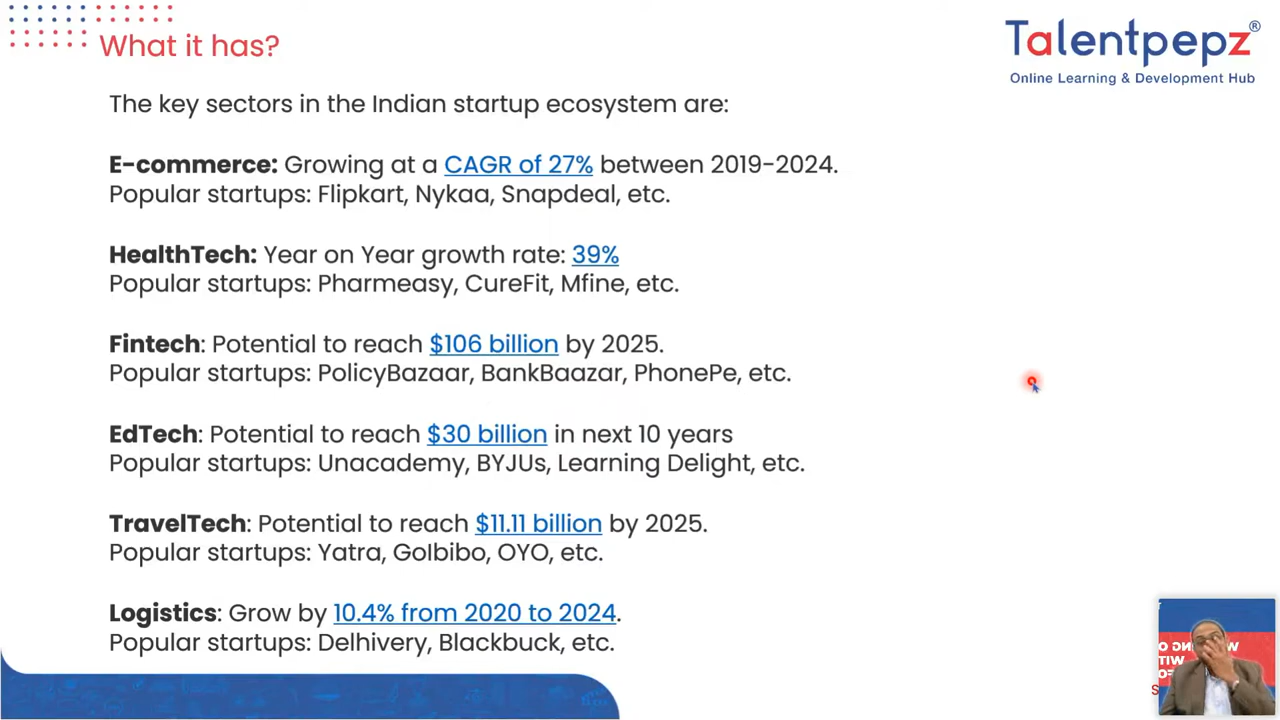 What it has?
Talentpepz®
Online Learning & Development Hub
The key sectors in the Indian startup ecosystem are:
E-commerce: Growing at a CAGR of 27% between 2019-2024.
Popular startups: Flipkart, Nykaa, Snapdeal, etc.
HealthTech: Year on Year growth rate: 39%
Popular startups: Pharmeasy, CureFit, Mfine, etc.
Fintech: Potential to reach $106 billion by 2025.
Popular startups: PolicyBazaar, BankBaazar, PhonePe, etc.
EdTech: Potential to reach $30 billion in next 10 years
Popular startups: Unacademy, BYJUs, Learning Delight, etc.
TravelTech: Potential to reach $11.11 billion by 2025.
Popular startups: Yatra, GoIbibo, OYO, etc.
Logistics: Grow by 10.4% from 2020 to 2024.
Popular startups: Delhivery, Blackbuck, etc.